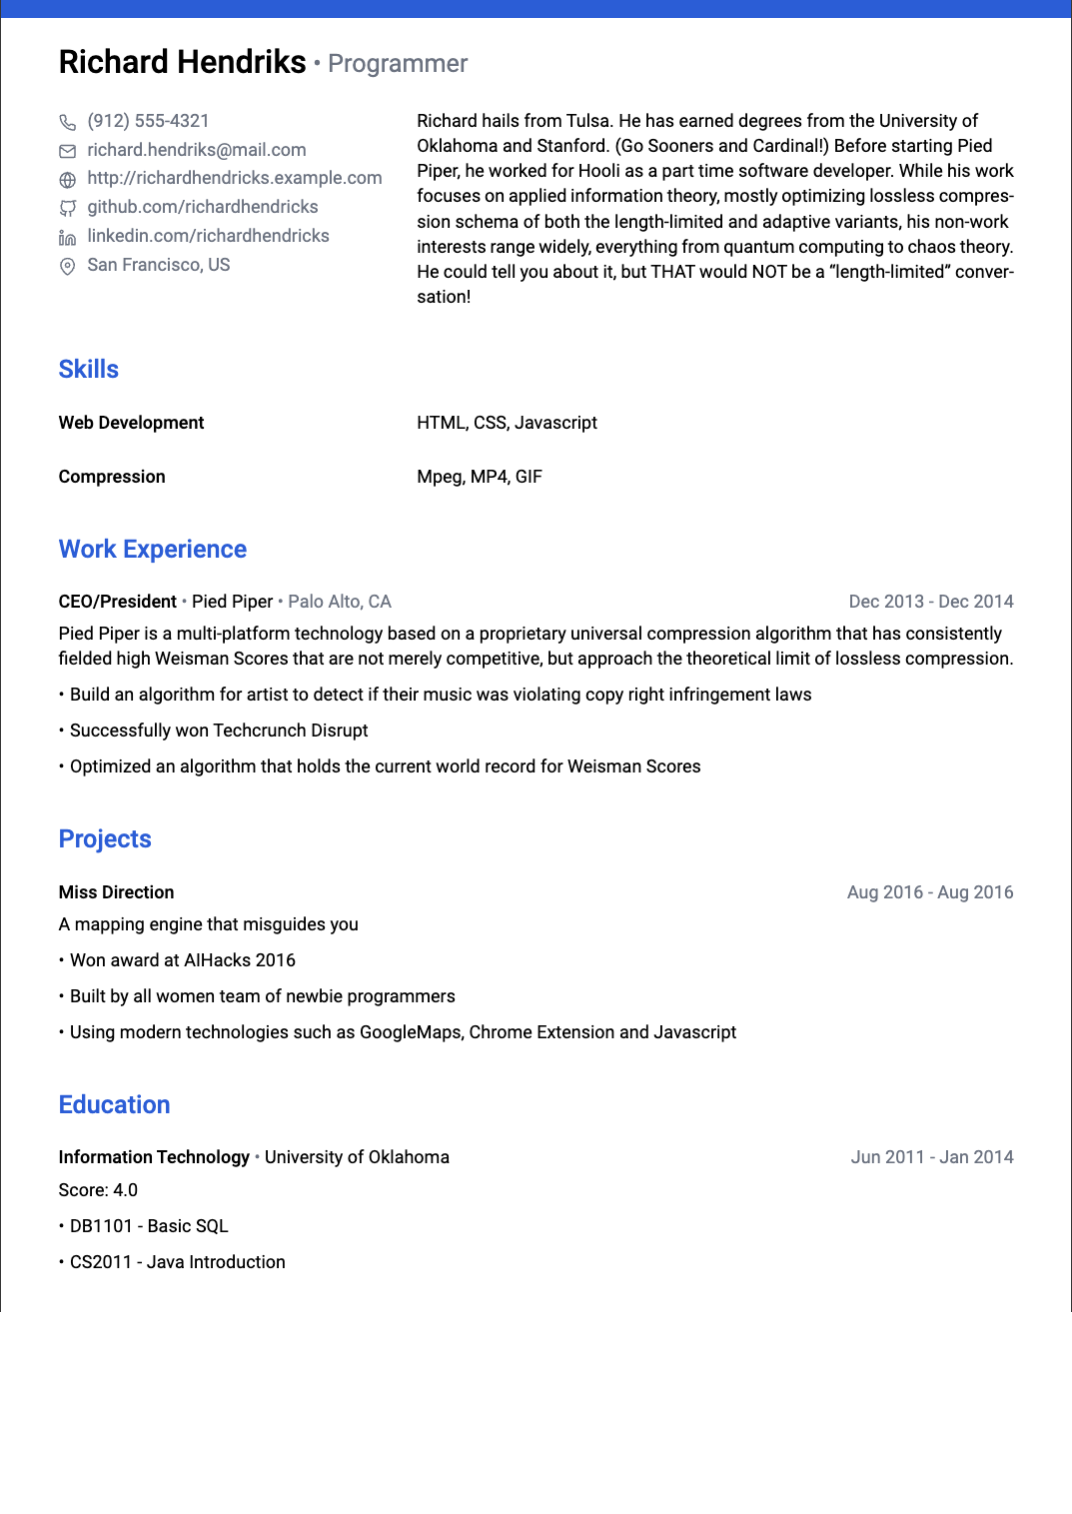 Richard Hendriks • Programmer
(912) 555-4321
richard.hendriks@mail.com
http://richardhendricks.example.com
github.com/richardhendricks
linkedin.com/richardhendricks
San Francisco, US
Richard hails from Tulsa. He has earned degrees from the University of
Oklahoma and Stanford. (Go Sooners and Cardinal!) Before starting Pied
Piper, he worked for Hooli as a part time software developer. While his work
focuses on applied information theory, mostly optimizing lossless compres-
sion schema of both the length-limited and adaptive variants, his non-work
interests range widely, everything from quantum computing to chaos theory.
He could tell you about it, but THAT would NOT be a “length-limited” conver-
sation!
Skills
Web Development HTML, CSS, Javascript
Compression Mpeg, MP4, GIF
Work Experience
CEO/President • Pied Piper • Palo Alto, CA Dec 2013 - Dec 2014
Pied Piper is a multi-platform technology based on a proprietary universal compression algorithm that has consistently
fielded high Weisman Scores that are not merely competitive, but approach the theoretical limit of lossless compression.
• Build an algorithm for artist to detect if their music was violating copy right infringement laws
• Successfully won Techcrunch Disrupt
• Optimized an algorithm that holds the current world record for Weisman Scores
Projects
Miss Direction Aug 2016 - Aug 2016
A mapping engine that misguides you
• Won award at AIHacks 2016
• Built by all women team of newbie programmers
• Using modern technologies such as GoogleMaps, Chrome Extension and Javascript
Education
Information Technology • University of Oklahoma Jun 2011 - Jan 2014
Score: 4.0
• DB1101 - Basic SQL
• CS2011 - Java Introduction